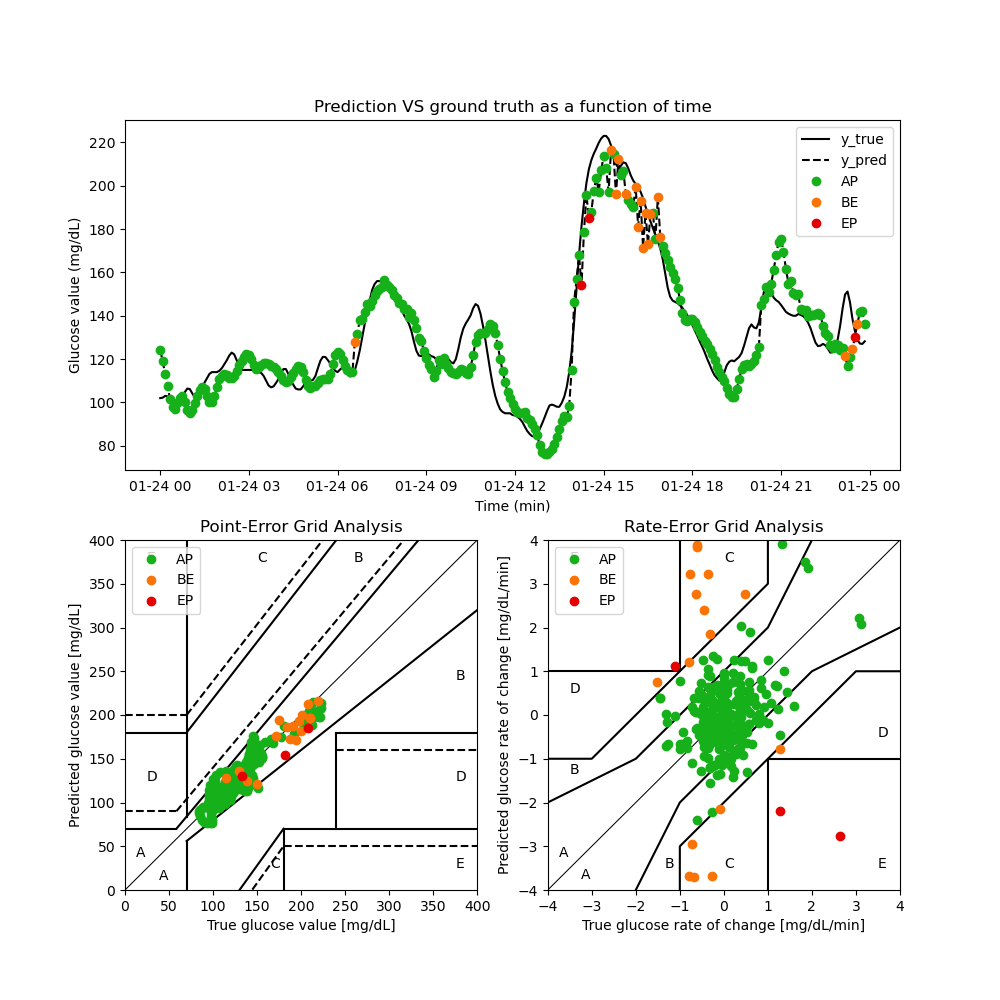 Prediction VS ground truth as a function of time
Glucose value (mg/dL)
220
200
180
160
140
120
100
80
y_true
y_pred
AP
BE
EP
01-24 00 01-24 03 01-24 06 01-24 09 01-24 12 01-24 15 01-24 18 01-24 21 01-25 00
Time (min)
Point-Error Grid Analysis
Predicted glucose value [mg/dL]
400
350
300
250
200
150
100
50
0
AP
BE
EP
C
B
B
D
D
A
A
C
E
0 50 100 150 200 250 300 350 400
True glucose value [mg/dL]
Rate-Error Grid Analysis
Predicted glucose rate of change [mg/dL/min]
4
3
2
1
0
−1
−2
−3
−4
AP
BE
EP
C
D
D
B
A
A
B
C
E
−4 −3 −2 −1 0 1 2 3 4
True glucose rate of change [mg/dL/min]